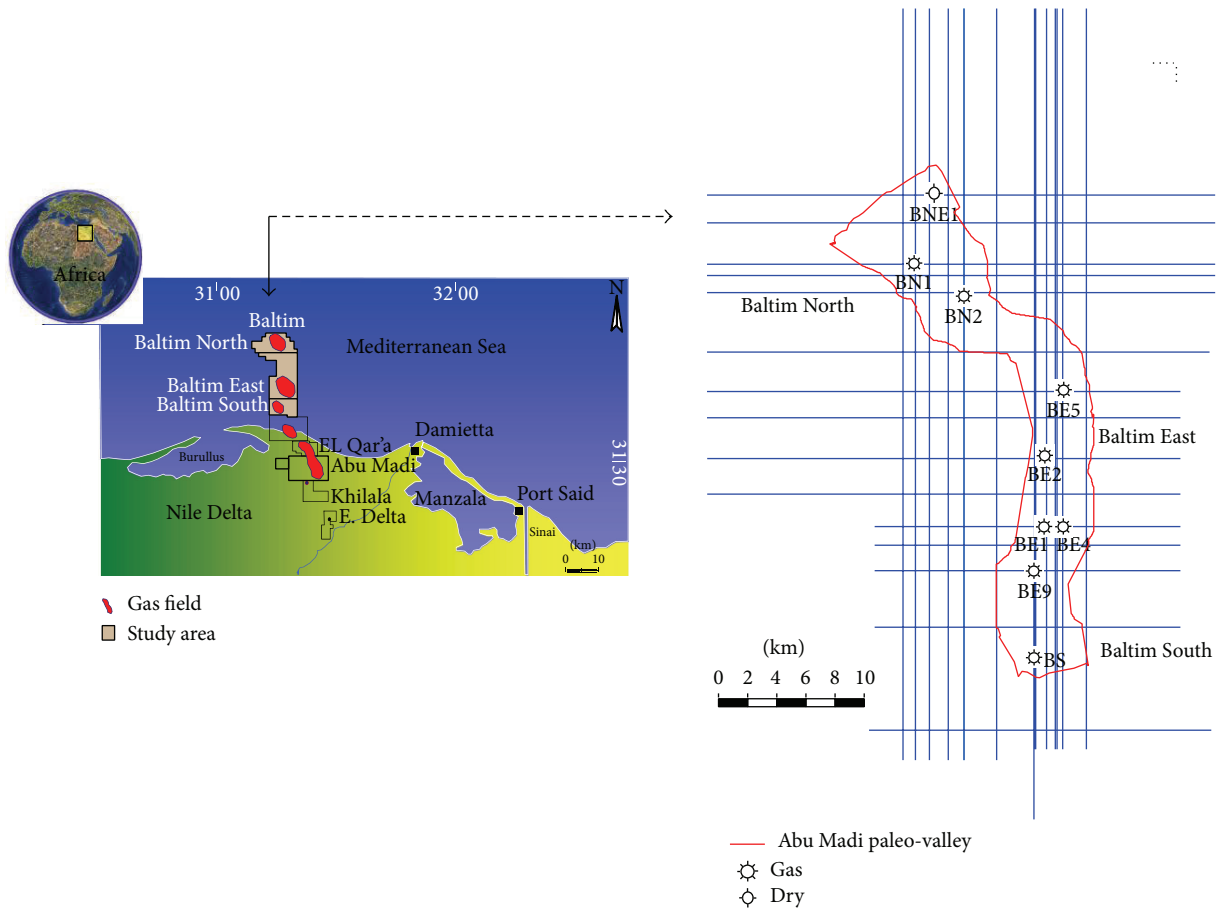 Africa
31'00
32'00
N
Baltim
Baltim North
Mediterranean Sea
Baltim East
Baltim South
EL Qar'a
Damietta
Burullus
Abu Madi
31|30
Khilala
Manzala
Port Said
Nile Delta
E. Delta
Sinai
(km)
0 10
Gas field
Study area
BNE1
BN1
Baltim North
BN2
BE5
Baltim East
BE2
BE1
BE4
BE9
BS
Baltim South
(km)
0 2 4 6 8 10
Abu Madi paleo-valley
Gas
Dry